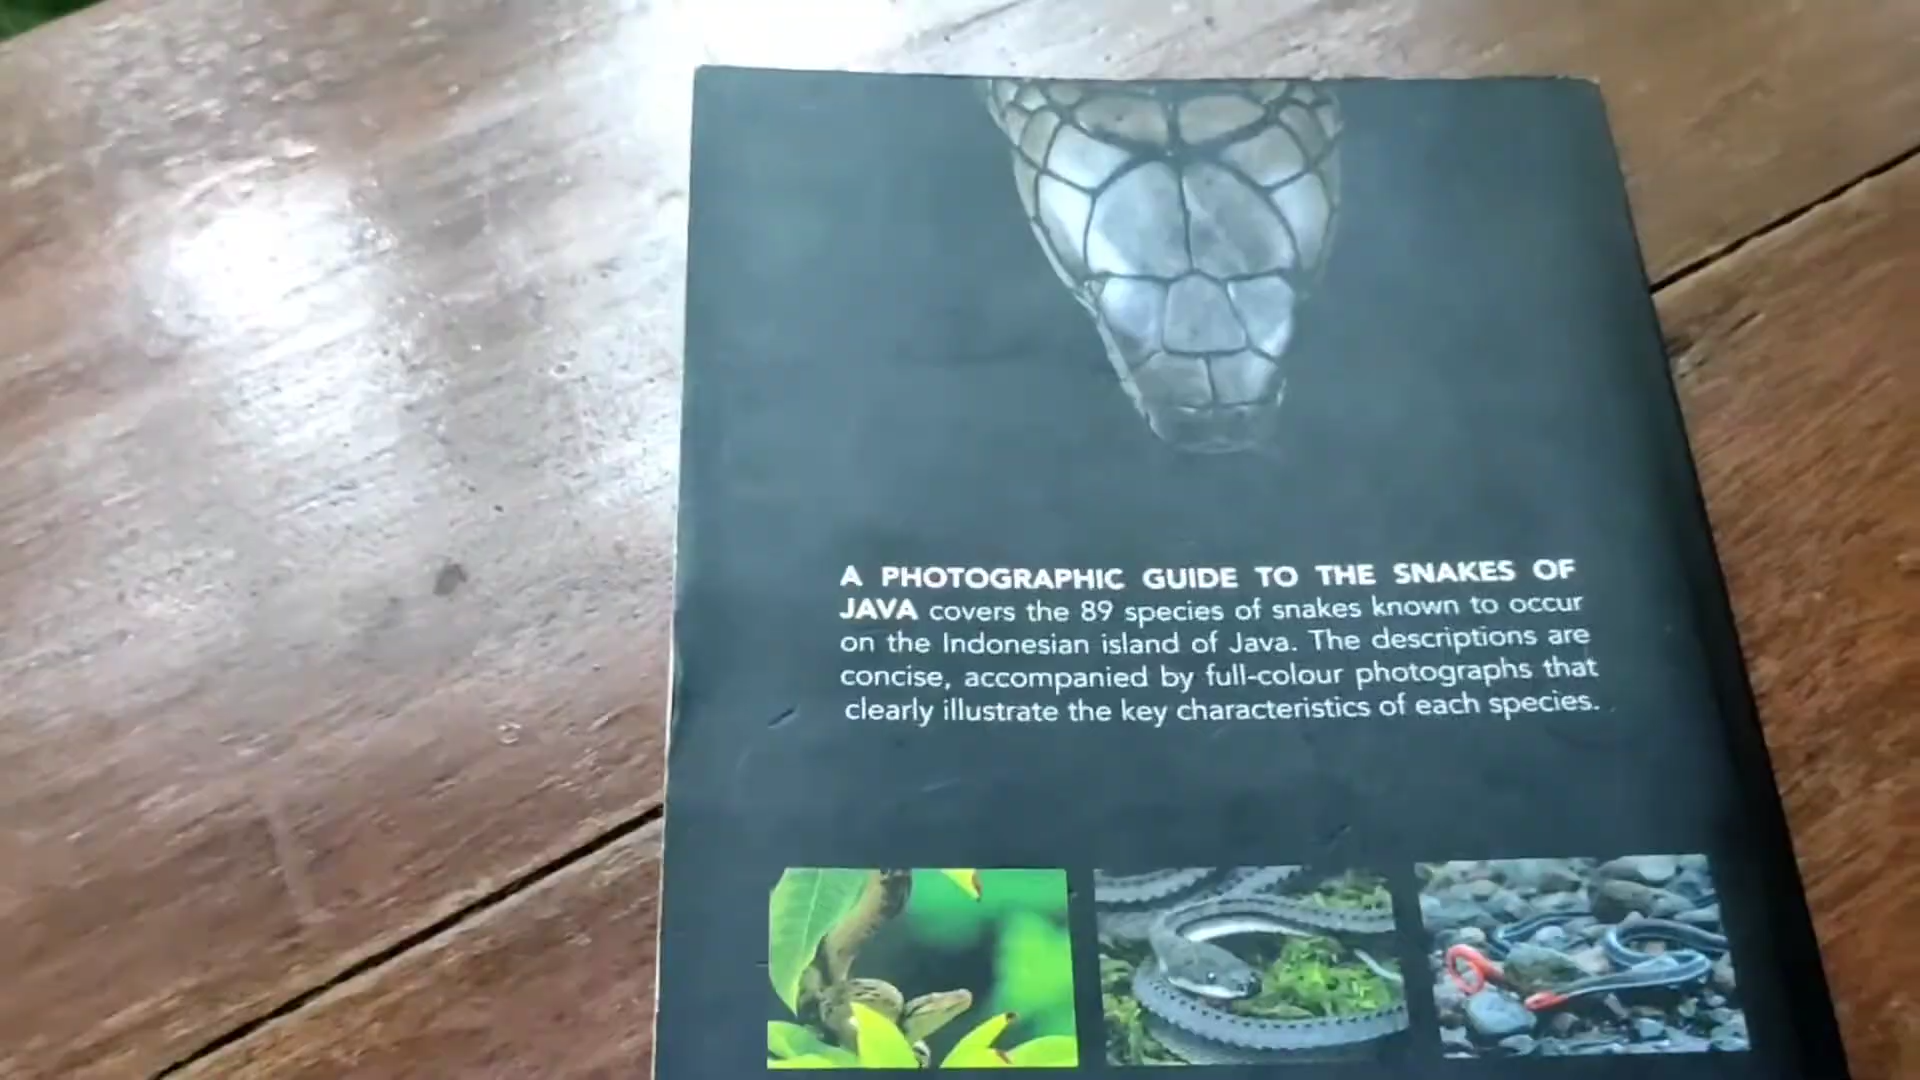 A PHOTOGRAPHIC GUIDE TO THE SNAKES OF
JAVA covers the 89 species of snakes known to occur
on the Indonesian island of Java. The descriptions are
concise, accompanied by full-colour photographs that
clearly illustrate the key characteristics of each species.